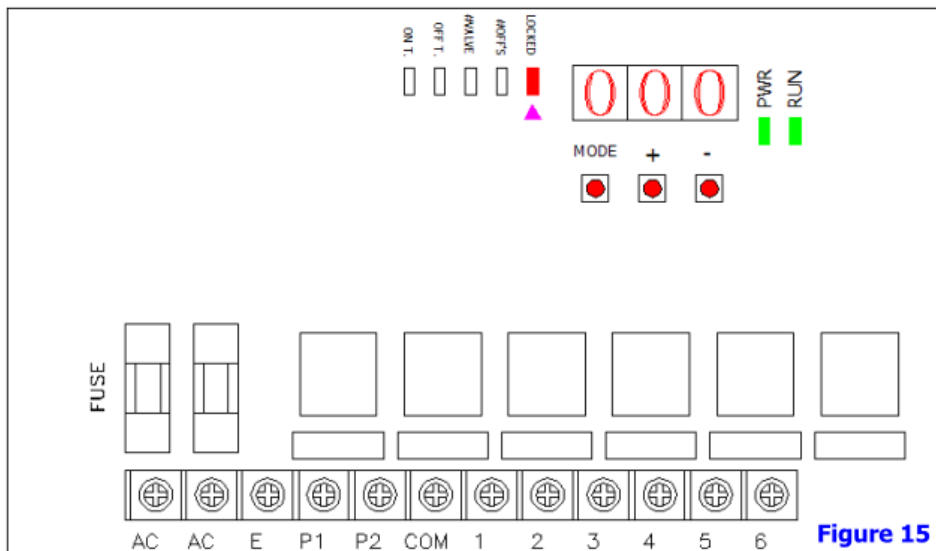 ON T.
OFF T.
#VALVE
#OFF'S
LOCKED
000
PWR
RUN
MODE + -
FUSE
AC AC E P1 P2 COM 1 2 3 4 5 6
Figure 15